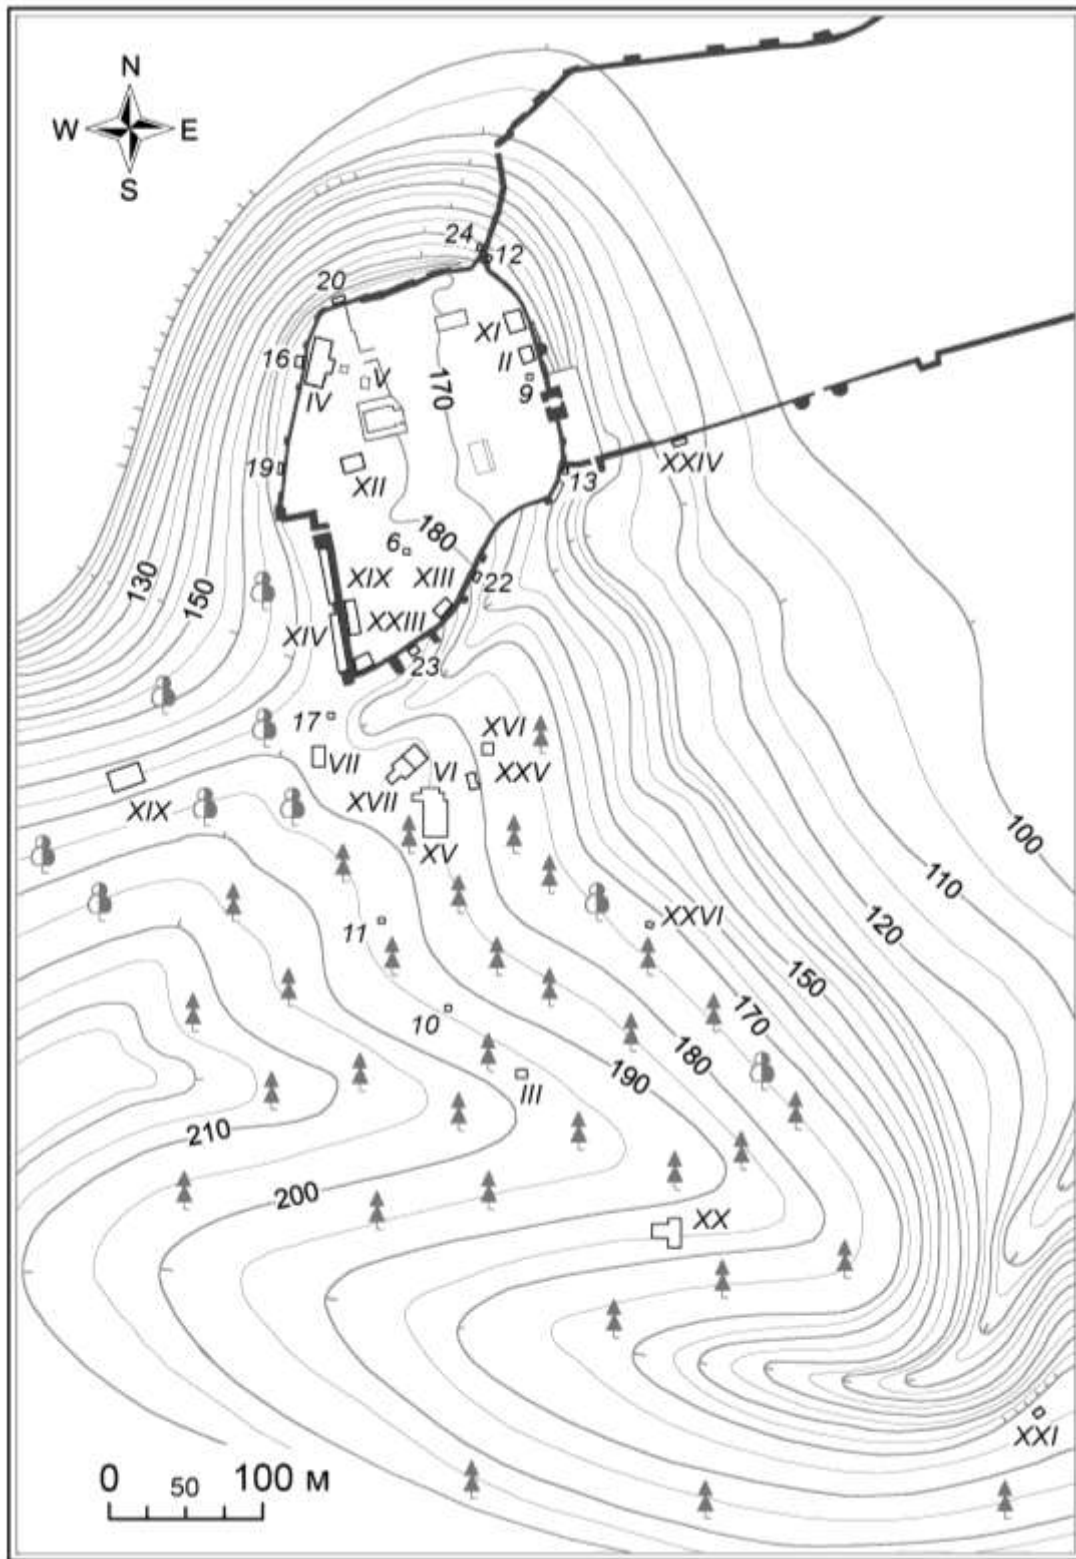 N
W E
S
24
12
20
XI
16
II
V
IV
9
170
XXIV
19
XII
13
180
6
XIX
XIII
22
130
150
XXIII
XIV
23
17
XVI
VII
VI
XXV
XIX
XVII
XV
100
110
XXVI
120
11
150
170
10
180
190
III
210
200
XX
XXI
0 50 100 м